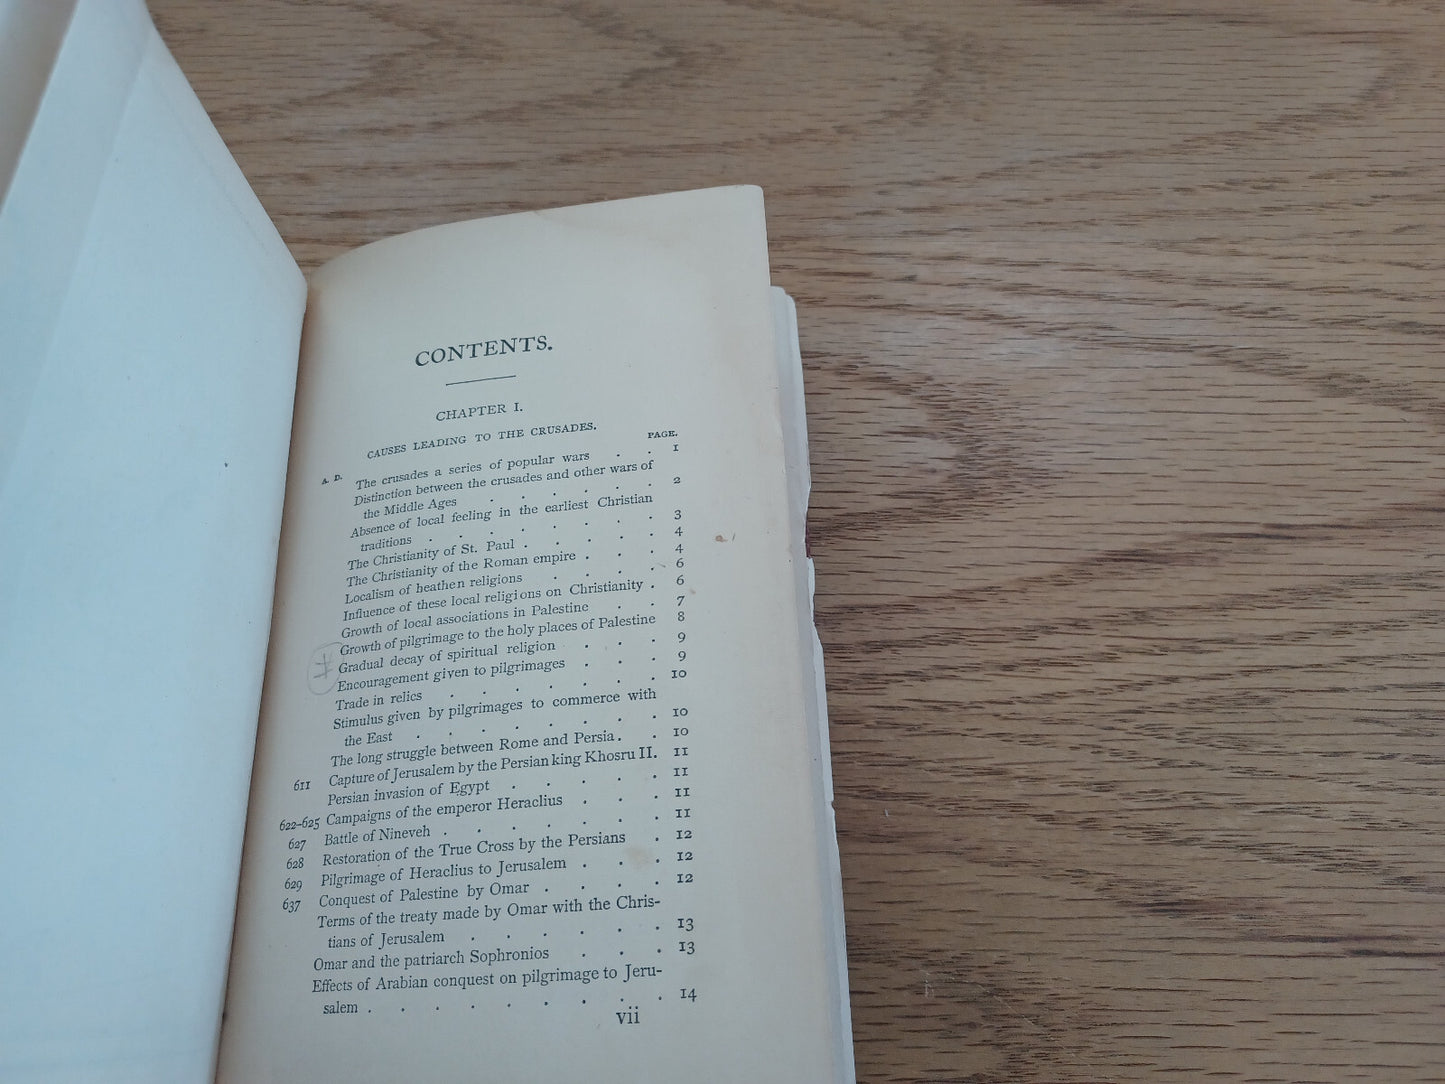 CONTENTS.
CHAPTER I.
CAUSES LEADING TO THE CRUSADES.
A. D. PAGE.
The crusades a series of popular wars . . 1
Distinction between the crusades and other wars of
the Middle Ages . . . . . . 2
Absence of local feeling in the earliest Christian
traditions . . . . . . . . 3
The Christianity of St. Paul . . . . . 4
The Christianity of the Roman empire . . . 4
Localism of heathen religions . . . . 6
Influence of these local religions on Christianity . 6
Growth of local associations in Palestine . . 7
Growth of pilgrimage to the holy places of Palestine 8
Gradual decay of spiritual religion . . . 9
Encouragement given to pilgrimages . . . 9
Trade in relics . . . . . . . 10
Stimulus given by pilgrimages to commerce with
the East . . . . . . . . 10
The long struggle between Rome and Persia . . 10
611 Capture of Jerusalem by the Persian king Khosru II. 11
Persian invasion of Egypt . . . . . 11
622–625 Campaigns of the emperor Heraclius . . . 11
627 Battle of Nineveh . . . . . . . 11
628 Restoration of the True Cross by the Persians . 12
629 Pilgrimage of Heraclius to Jerusalem . . . 12
637 Conquest of Palestine by Omar . . . . 12
Terms of the treaty made by Omar with the Chris-
tians of Jerusalem . . . . . . 13
Omar and the patriarch Sophronios . . . 13
Effects of Arabian conquest on pilgrimage to Jeru-
salem . . . . . . . . . 14
vii